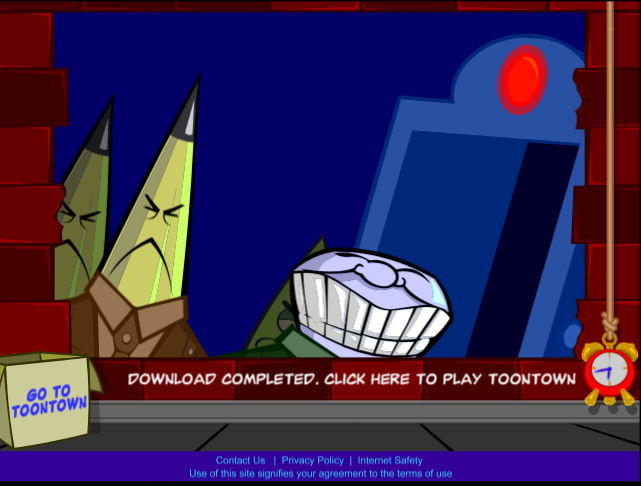 DOWNLOAD COMPLETED. CLICK HERE TO PLAY TOONTOWN
GO TO
TOONTOWN
Contact Us | Privacy Policy | Internet Safety
Use of this site signifies your agreement to the terms of use